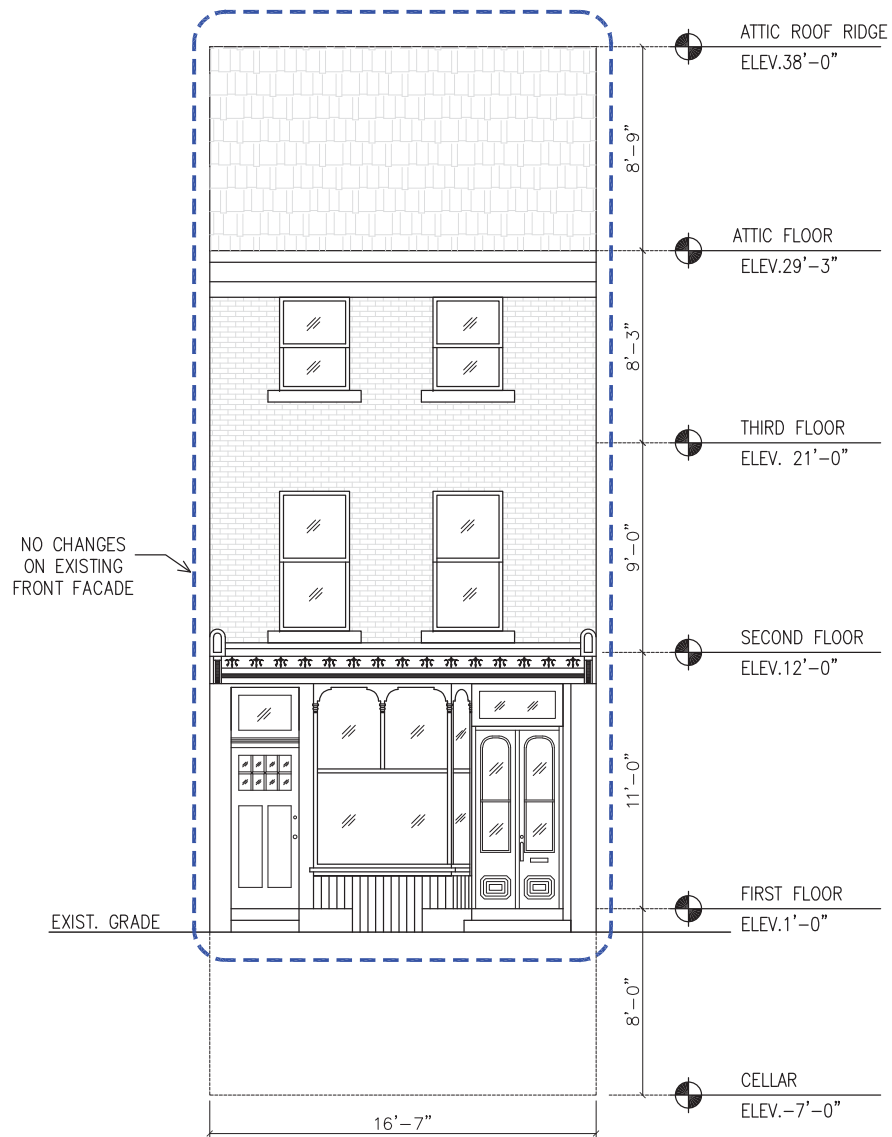 ATTIC ROOF RIDGE
ELEV.38'-0"
8'-9"
ATTIC FLOOR
ELEV.29'-3"
8'-3"
THIRD FLOOR
ELEV. 21'-0"
NO CHANGES
ON EXISTING
FRONT FACADE
9'-0"
SECOND FLOOR
ELEV.12'-0"
11'-0"
FIRST FLOOR
ELEV.1'-0"
EXIST. GRADE
8'-0"
CELLAR
ELEV.-7'-0"
16'-7"